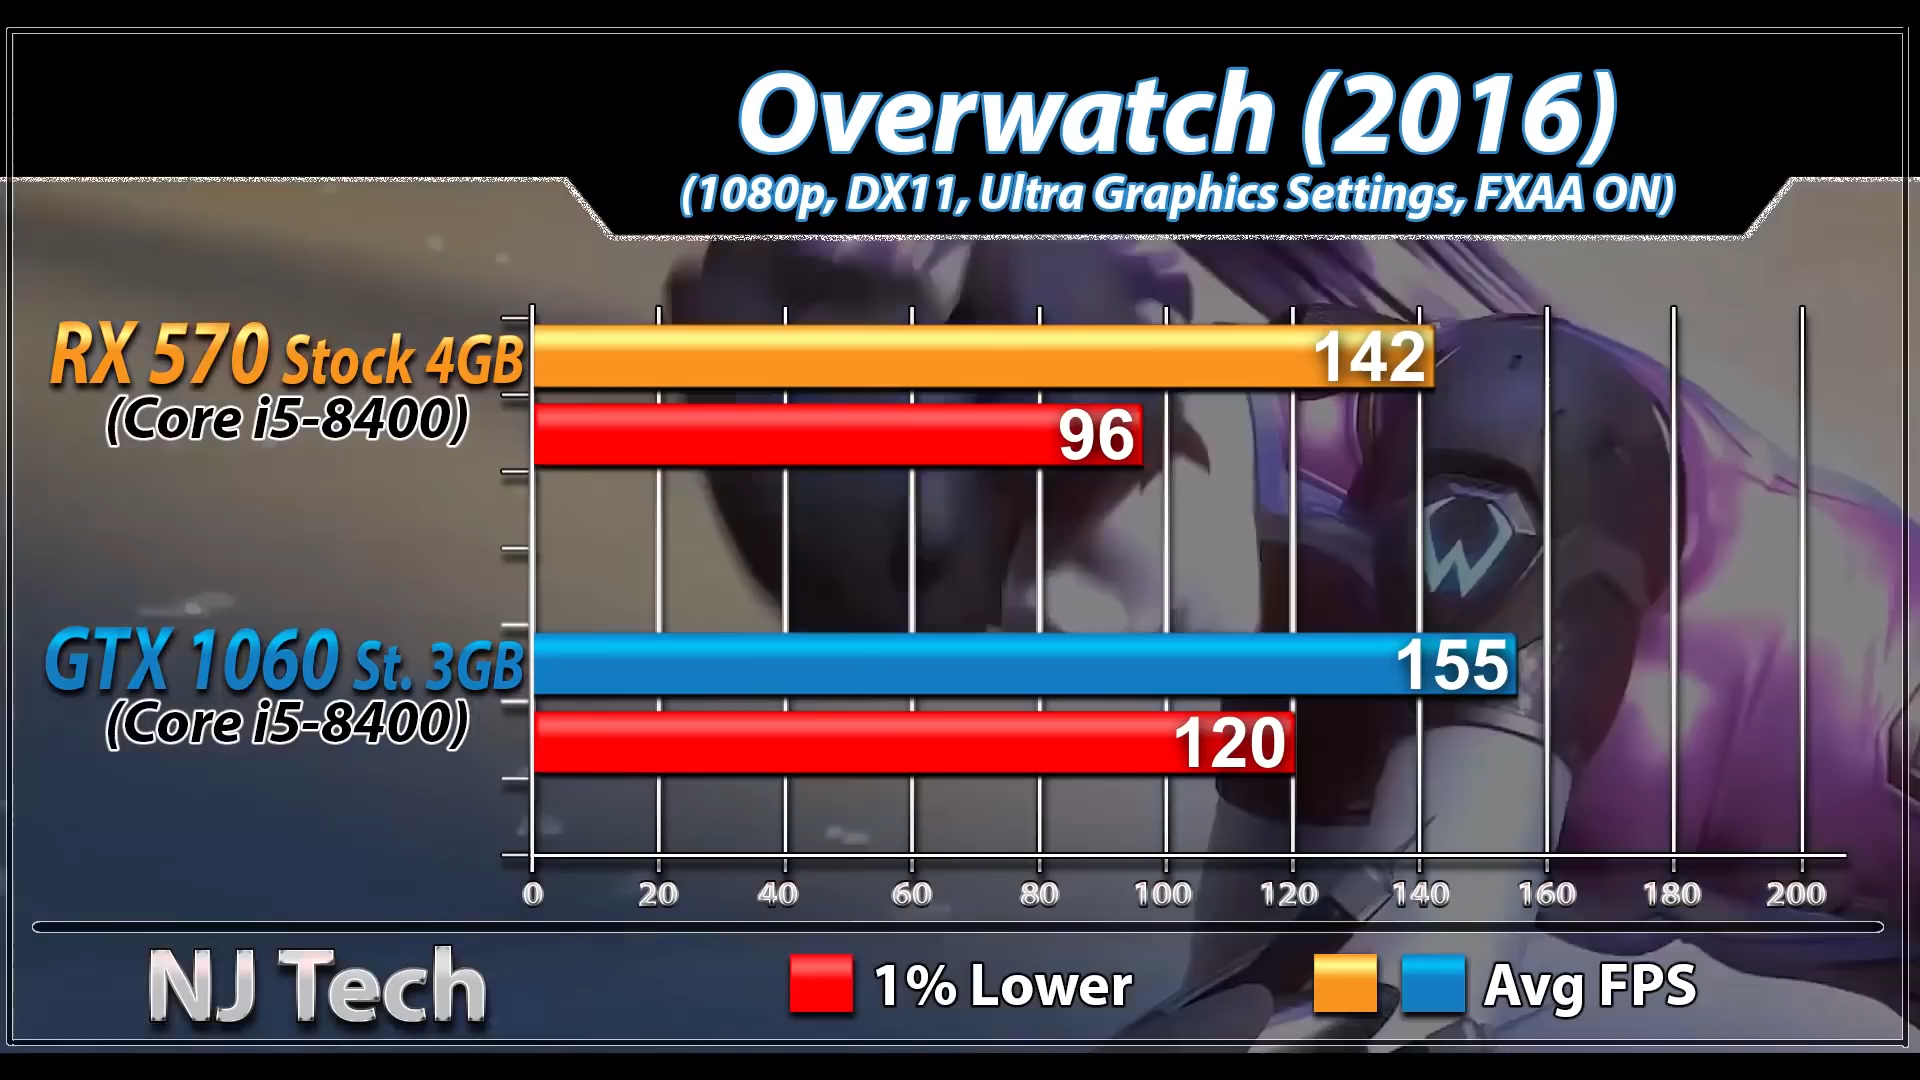 Overwatch (2016)
(1080p, DX11, Ultra Graphics Settings, FXAA ON)
RX 570 Stock 4GB
(Core i5-8400)
142
96
GTX 1060 St. 3GB
(Core i5-8400)
155
120
0 20 40 60 80 100 120 140 160 180 200
NJ Tech
1% Lower
Avg FPS